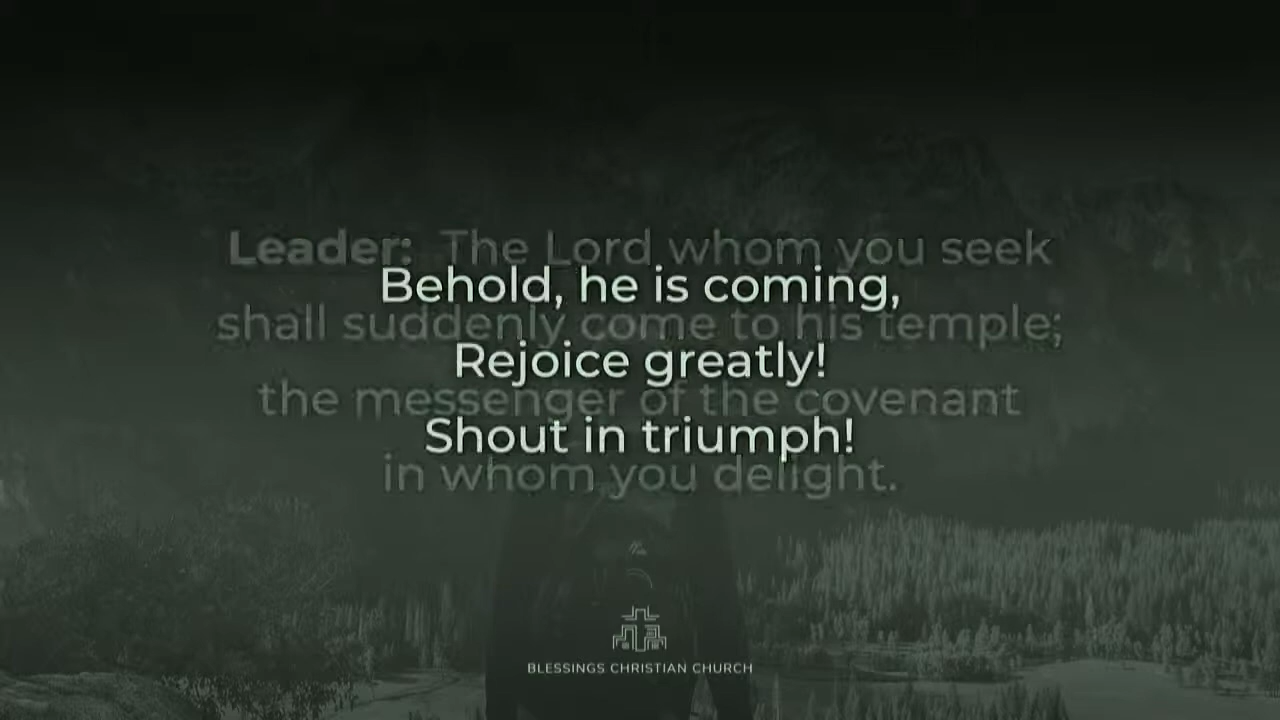 Leader: The Lord whom you seek
Behold, he is coming,
shall suddenly come to his temple;
Rejoice greatly!
the messenger of the covenant
Shout in triumph!
in whom you delight.
BLESSINGS CHRISTIAN CHURCH